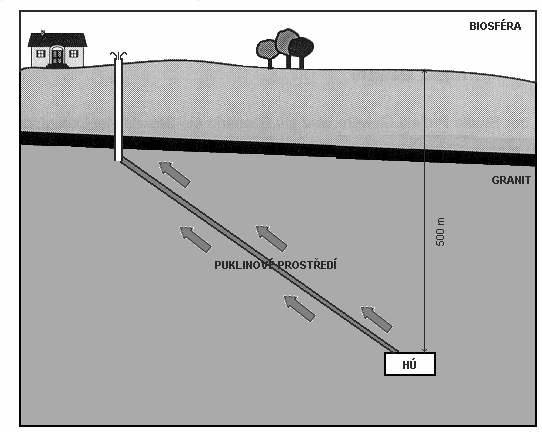 BIOSFÉRA
GRANIT
500 m
PUKLINOVÉ PROSTŘEDÍ
HÚ